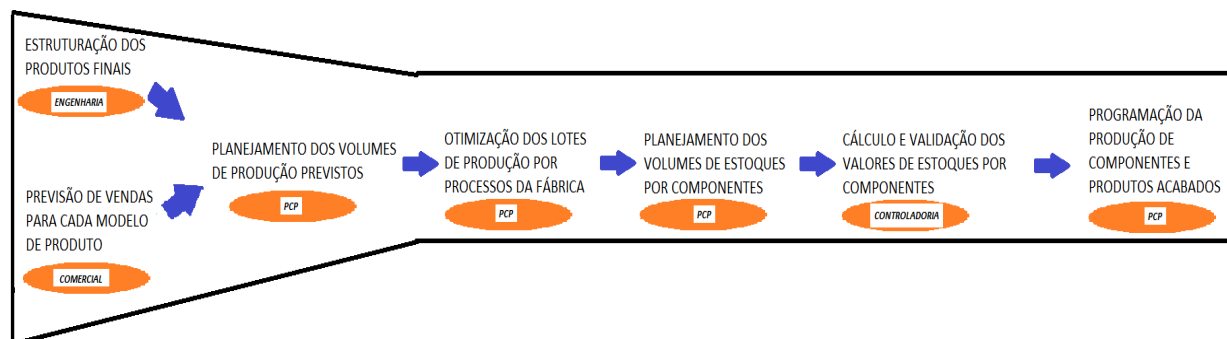 ESTRUTURAÇÃO DOS
PRODUTOS FINAIS
ENGENHARIA
PREVISÃO DE VENDAS
PARA CADA MODELO
DE PRODUTO
COMERCIAL
PLANEJAMENTO DOS VOLUMES
DE PRODUÇÃO PREVISTOS
PCP
OTIMIZAÇÃO DOS LOTES
DE PRODUÇÃO POR
PROCESSOS DA FÁBRICA
PCP
PLANEJAMENTO DOS
VOLUMES DE ESTOQUES
POR COMPONENTES
PCP
CÁLCULO E VALIDAÇÃO DOS
VALORES DE ESTOQUES POR
COMPONENTES
CONTROLADORIA
PROGRAMAÇÃO DA
PRODUÇÃO DE
COMPONENTES E
PRODUTOS ACABADOS
PCP